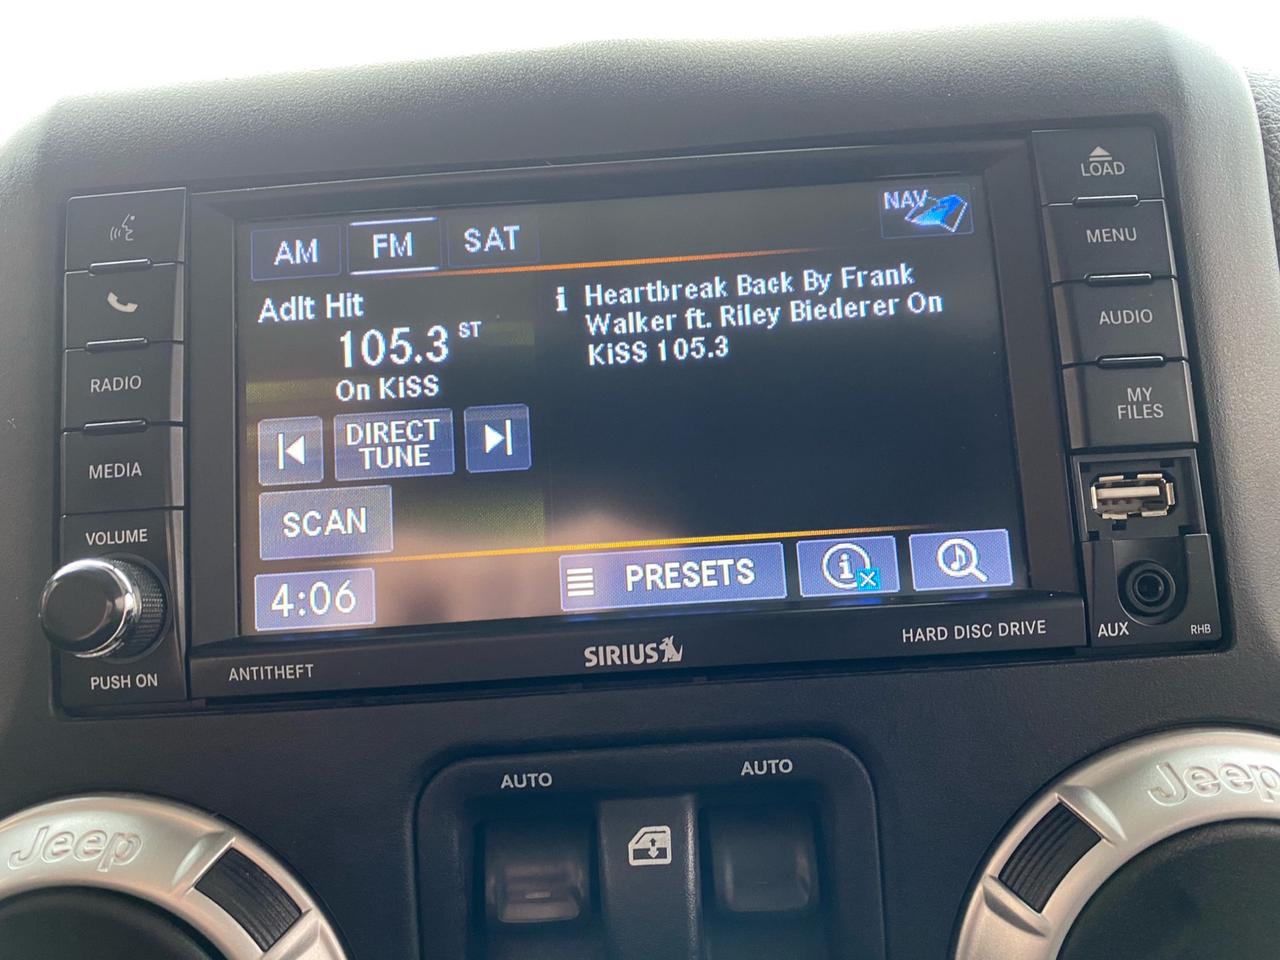 LOAD
MENU
AUDIO
MY
FILES
RADIO
MEDIA
VOLUME
PUSH ON
AM
FM
SAT
NAV
Adlt Hit
105.3 ST
On KiSS
i Heartbreak Back By Frank
Walker ft. Riley Biederer On
KiSS 105.3
DIRECT
TUNE
SCAN
4:06
PRESETS
i
ANTITHEFT
SIRIUS
HARD DISC DRIVE
AUX
RHB
AUTO
AUTO
Jeep
Jeep